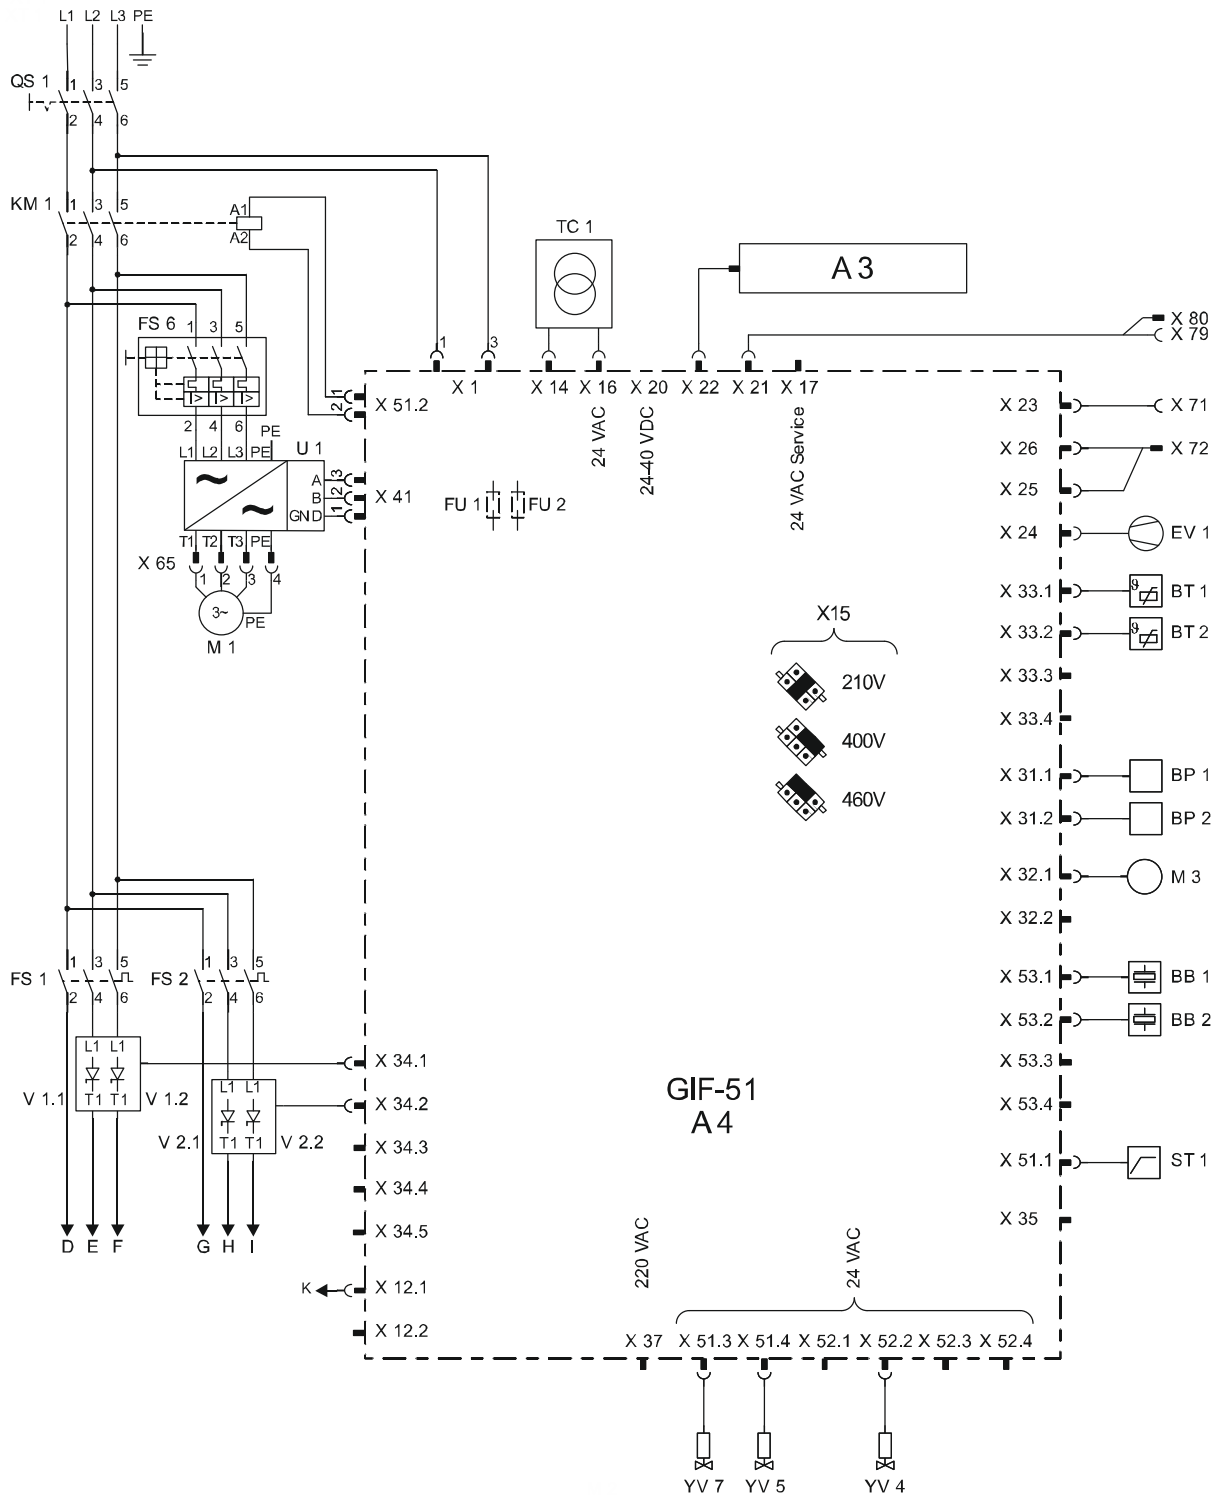 L1 L2 L3 PE
QS 1
1 3 5
2 4 6
KM 1
1 3 5
2 4 6
A1
A2
TC 1
A 3
X 80
X 79
FS 6
1 3 5
2 4 6
PE
1 3
X 1 X 14 X 16 X 20 X 22 X 21 X 17
24 VAC
24-40 VDC
24 VAC Service
1
2
X 51.2
U 1
L1 L2 L3 PE
A
B
GND
3
2
1
X 41
T1 T2 T3 PE
X 65
1 2 3 4
3~
PE
M 1
FU 1 FU 2
X15
210V
400V
460V
X 23 X 71
X 26 X 72
X 25
X 24 EV 1
X 33.1 ϑ BT 1
X 33.2 ϑ BT 2
X 33.3
X 33.4
X 31.1 BP 1
X 31.2 BP 2
X 32.1 M 3
X 32.2
X 53.1 BB 1
X 53.2 BB 2
X 53.3
X 53.4
X 51.1 ST 1
X 35
FS 1
1 3 5
2 4 6
FS 2
1 3 5
2 4 6
L1 L1
V 1.1 T1 T1 V 1.2
L1 L1
V 2.1 T1 T1 V 2.2
X 34.1
X 34.2
X 34.3
X 34.4
X 34.5
D E F G H I
K X 12.1
X 12.2
GIF-51
A 4
220 VAC
24 VAC
X 37 X 51.3 X 51.4 X 52.1 X 52.2 X 52.3 X 52.4
YV 7 YV 5 YV 4